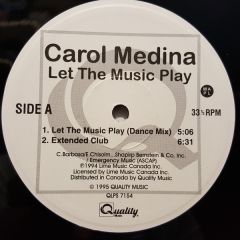 Carol Medina
Let The Music Play
SIDE A
33⅓RPM
1. Let The Music Play (Dance Mix) 5:06
2. Extended Club 6:31
C.Barbosa/E.Chisolm. Shapiro Bernstein & Co. Inc.
/ Emergency Music (ASCAP)
℗1994 Lime Music Canada Inc.
Licensed by Lime Music Canada Inc.
Distributed in Canada by Quality Music
© 1995 QUALITY MUSIC
QLPS 7154
Quality